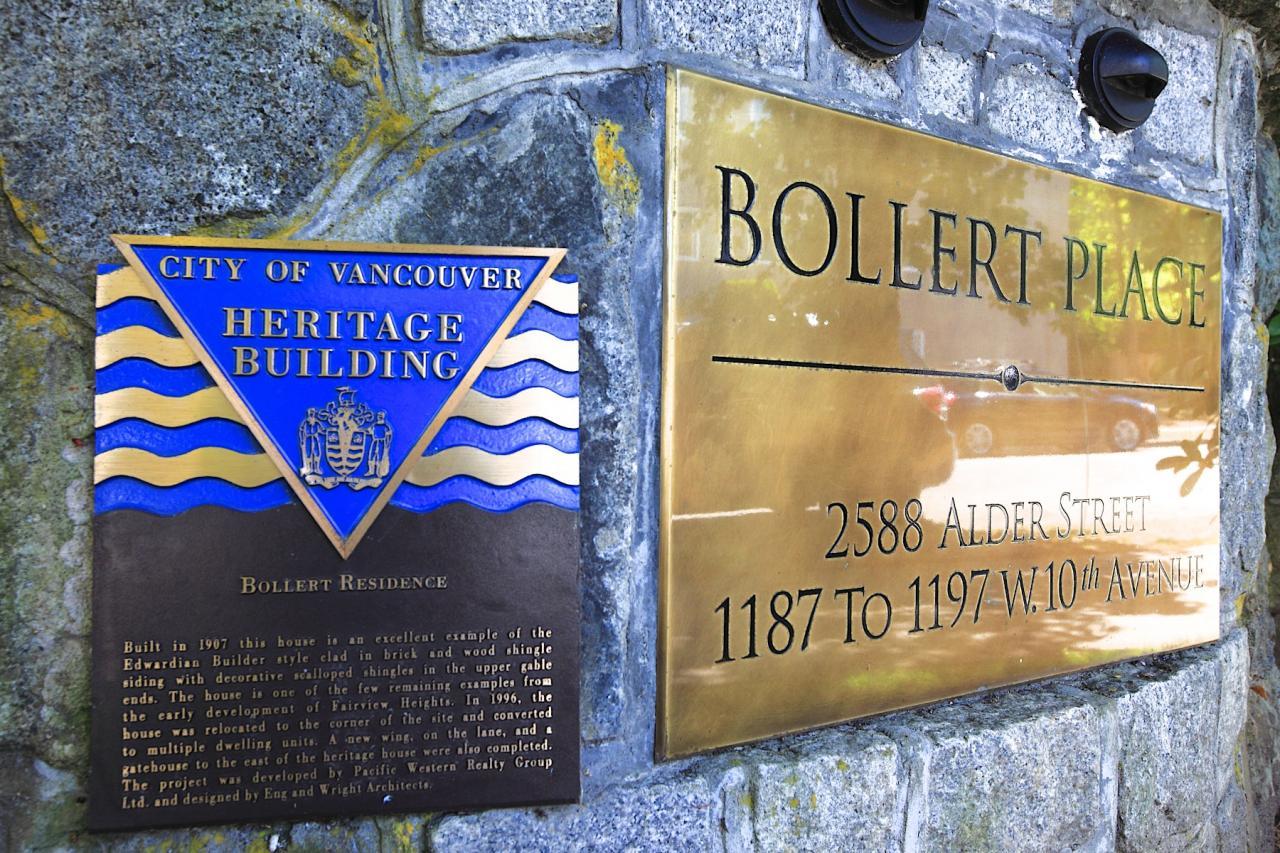 CITY OF VANCOUVER
HERITAGE
BUILDING
BOLLERT RESIDENCE
Built in 1907 this house is an excellent example of the
Edwardian Builder style clad in brick and wood shingle
siding with decorative scalloped shingles in the upper gable
ends. The house is one of the few remaining examples from
the early development of Fairview Heights. In 1996, the
house was relocated to the corner of the site and converted
to multiple dwelling units. A new wing, on the lane, and a
gatehouse to the east of the heritage house were also completed.
The project was developed by Pacific Western Realty Group
Ltd. and designed by Eng and Wright Architects.
BOLLERT PLACE
2588 ALDER STREET
1187 TO 1197 W. 10th AVENUE